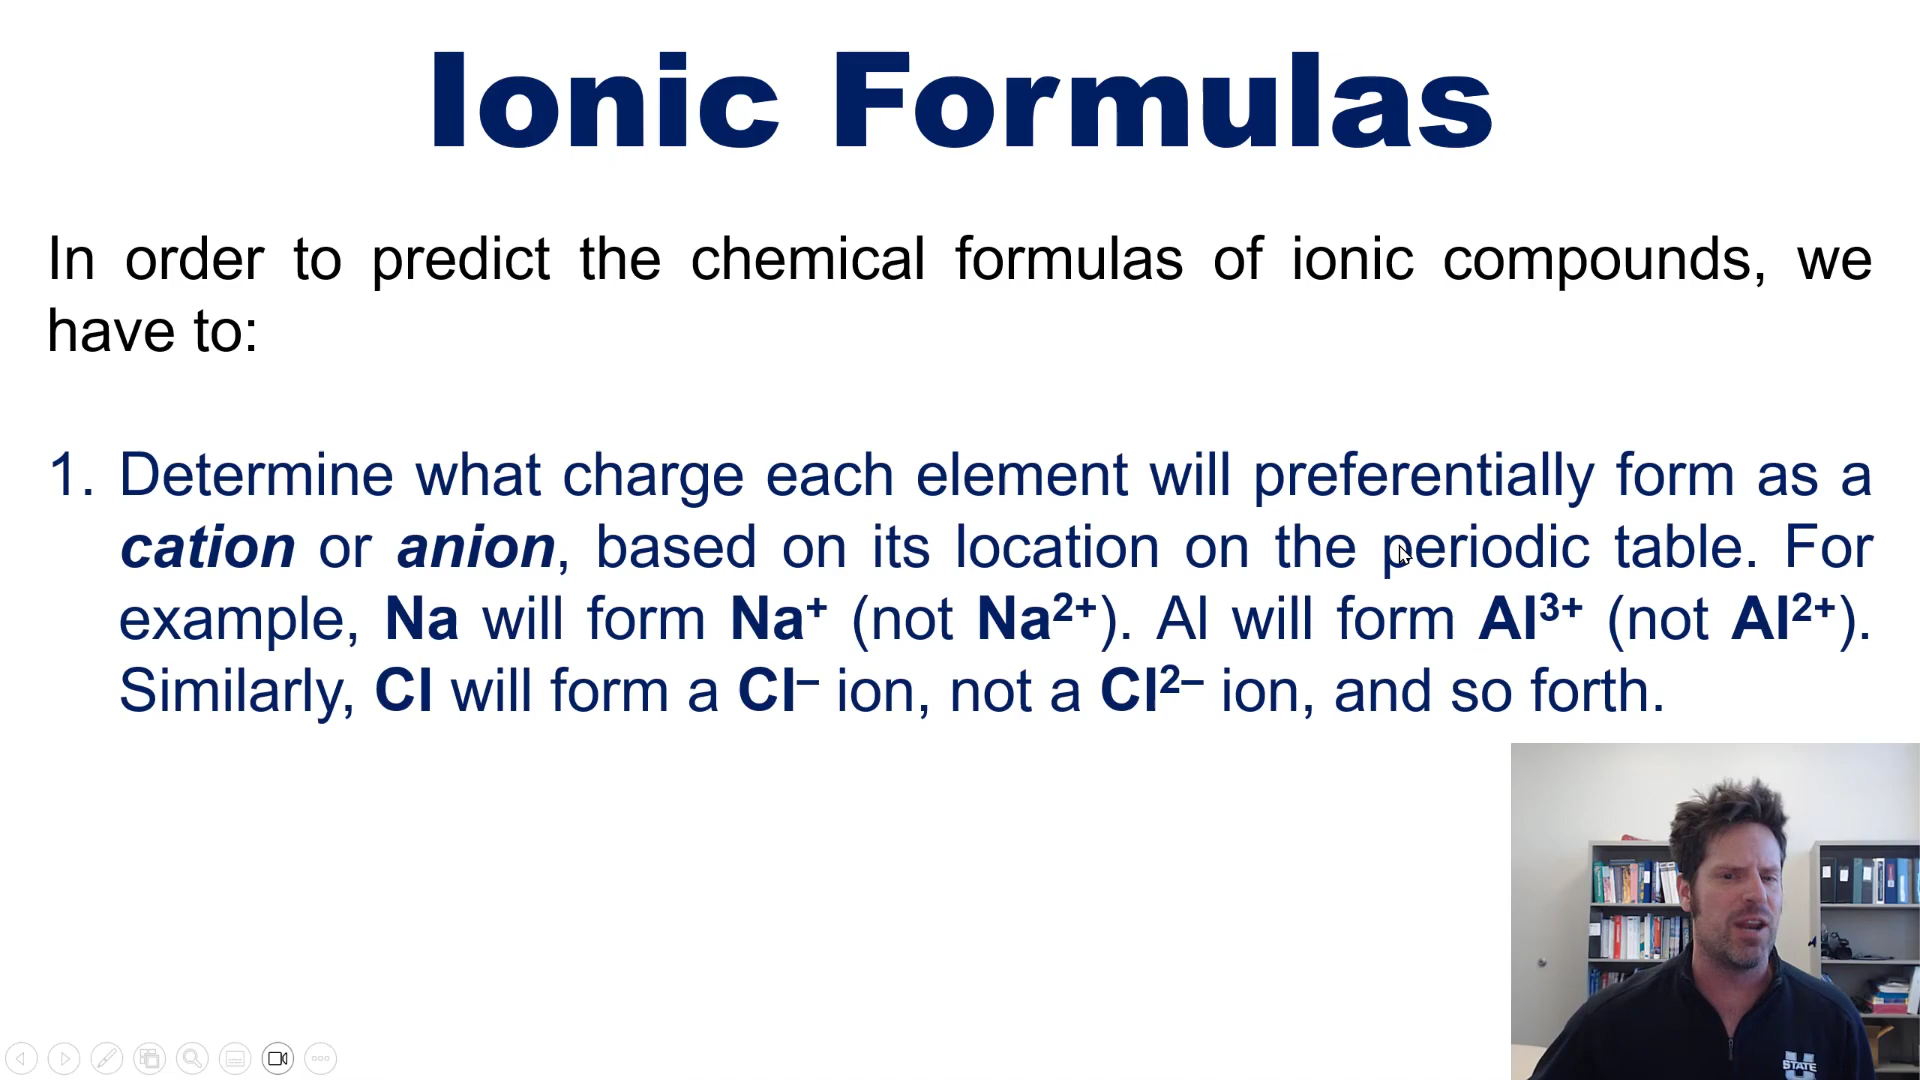 Ionic Formulas
In order to predict the chemical formulas of ionic compounds, we
have to:
1. Determine what charge each element will preferentially form as a
cation or anion, based on its location on the periodic table. For
example, Na will form Na⁺ (not Na²⁺). Al will form Al³⁺ (not Al²⁺).
Similarly, Cl will form a Cl⁻ ion, not a Cl²⁻ ion, and so forth.
U
STATE